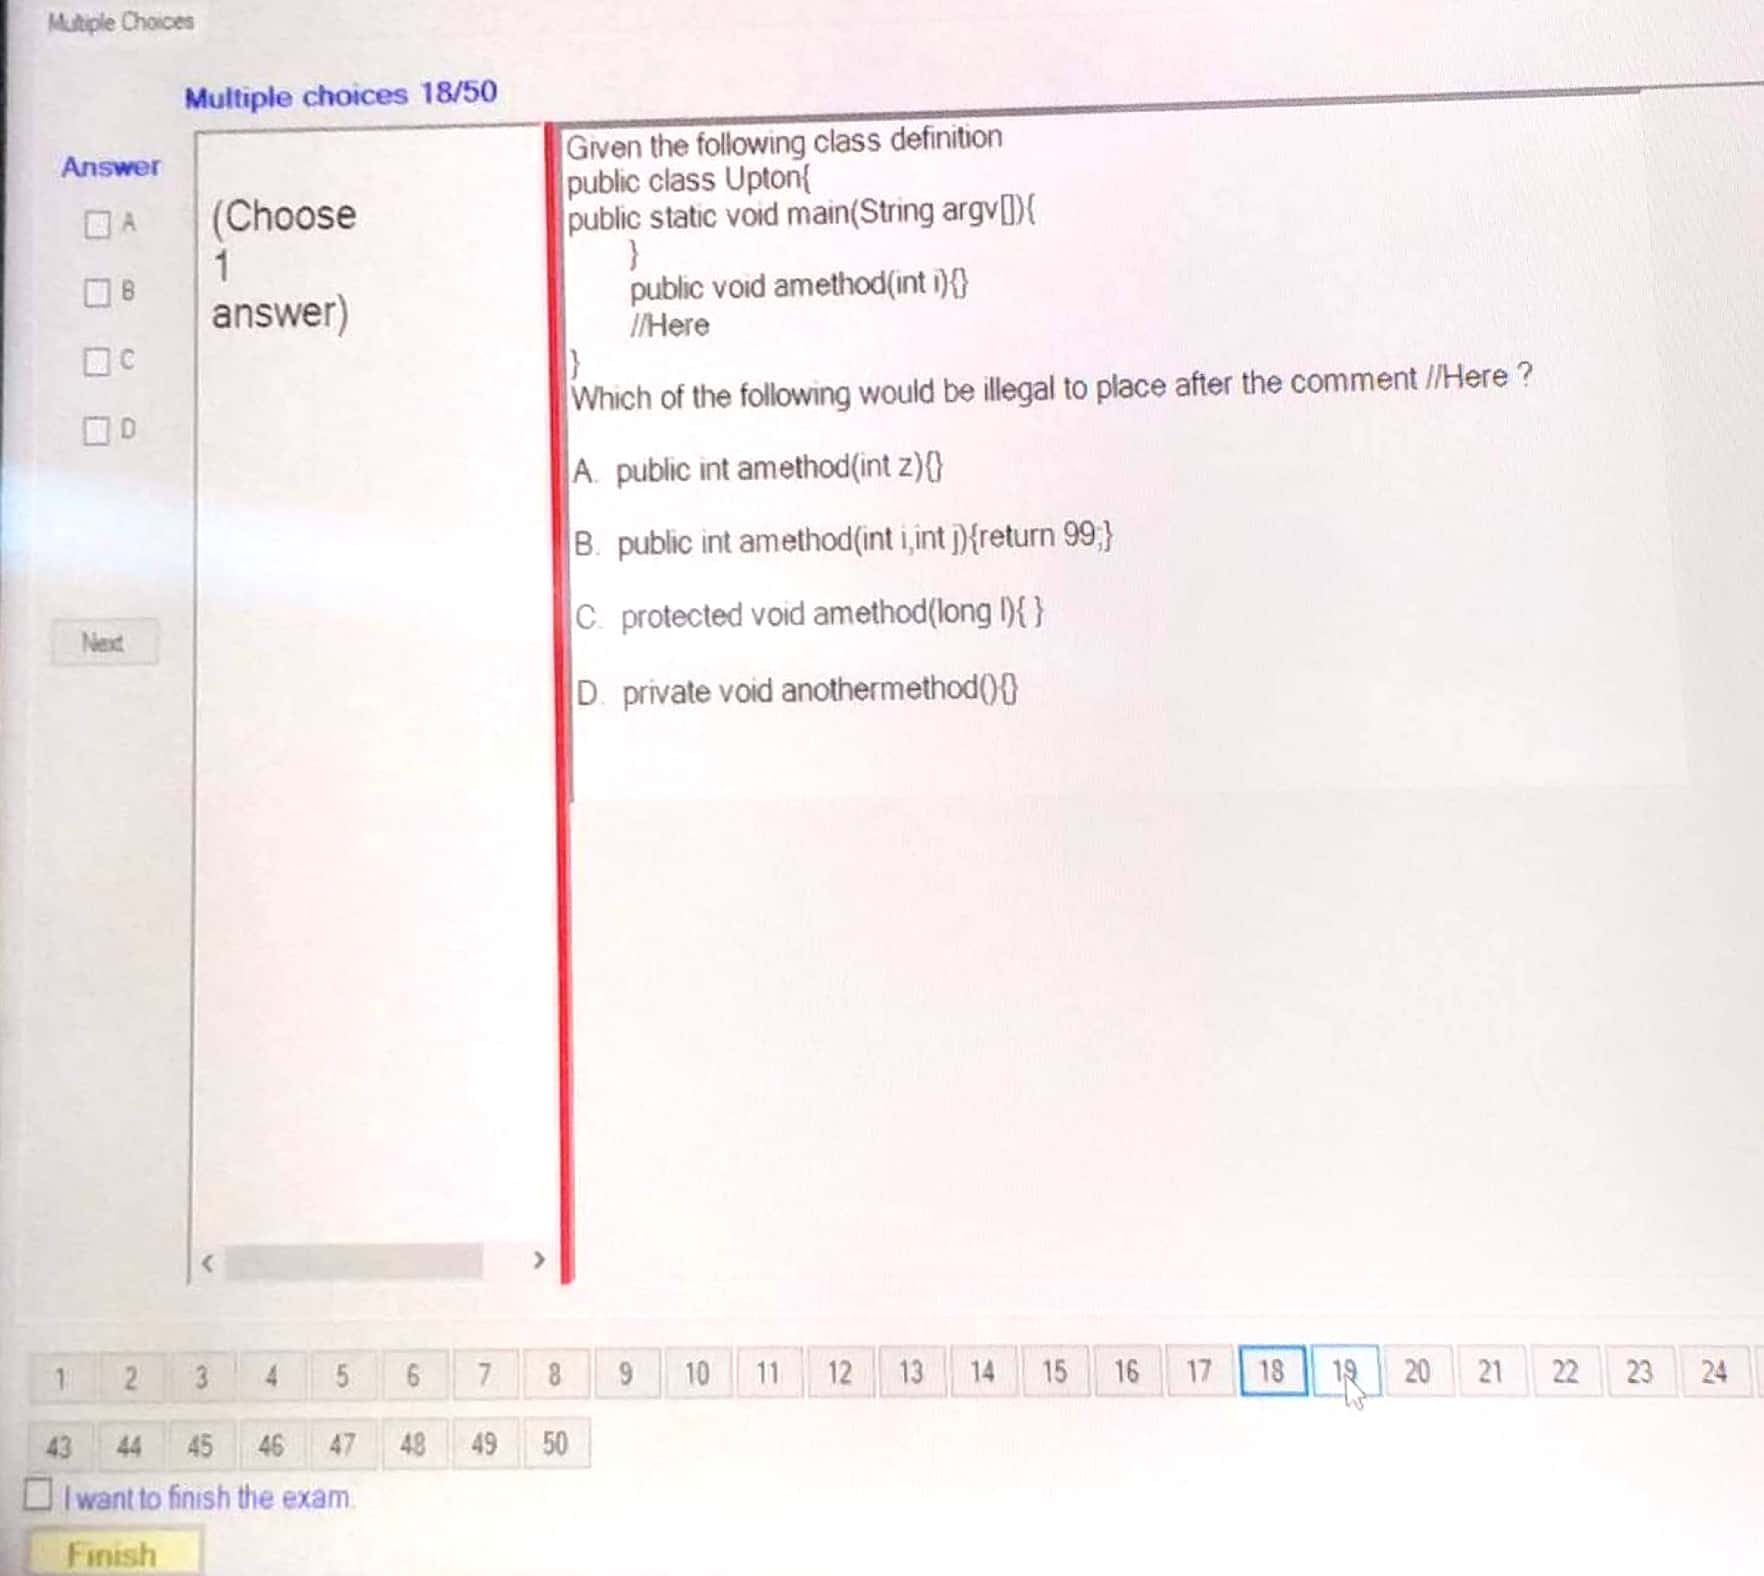 Multiple Choices
Multiple choices 18/50
Answer
A
B
C
D
Next
(Choose
1
answer)
Given the following class definition
public class Upton{
public static void main(String argv[]){
}
public void amethod(int i){}
//Here
}
Which of the following would be illegal to place after the comment //Here ?
A. public int amethod(int z){}
B. public int amethod(int i,int j){return 99;}
C. protected void amethod(long l){ }
D. private void anothermethod(){}
1 2 3 4 5 6 7 8 9 10 11 12 13 14 15 16 17 18 19 20 21 22 23 24
43 44 45 46 47 48 49 50
I want to finish the exam.
Finish